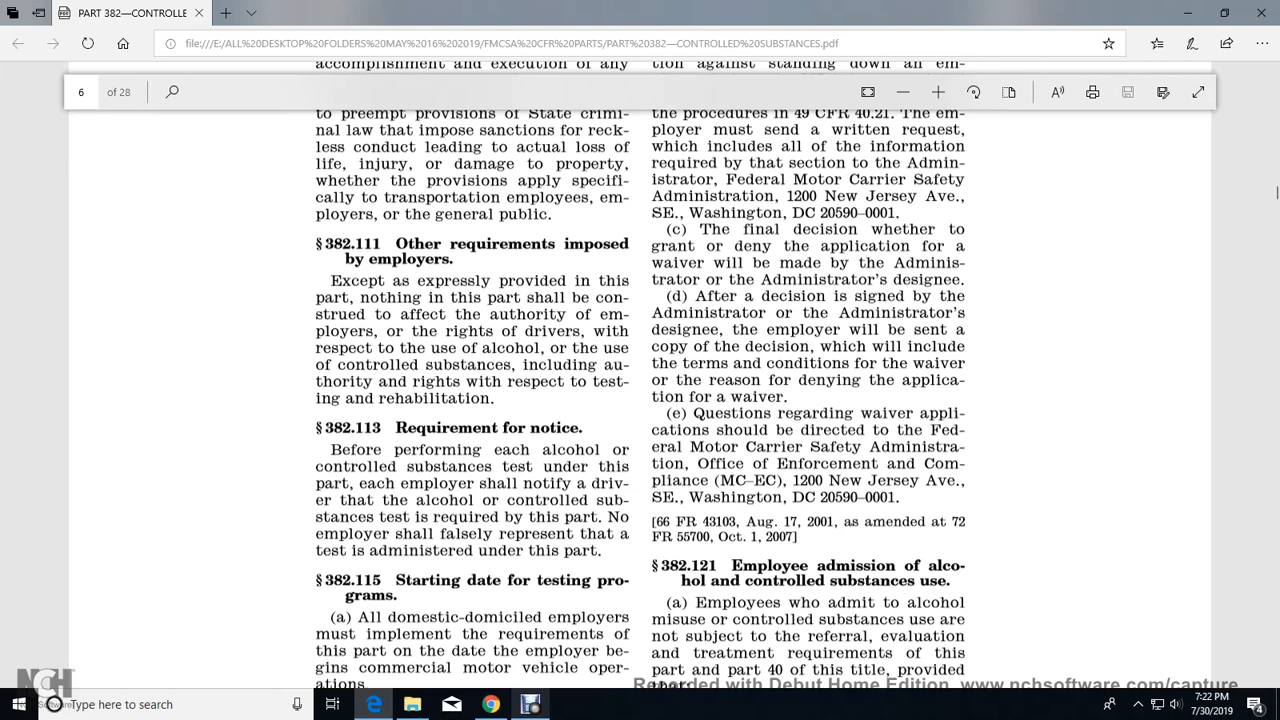 PART 382—CONTROLLE
file:///E:/ALL%20DESKTOP%20FOLDERS%20MAY%2016%202019/FMCSA%20CFR%20PARTS/PART%20382—CONTROLLED%20SUBSTANCES.pdf
6 of 28
accomplishment and execution of any
to preempt provisions of State crimi-
nal law that impose sanctions for reck-
less conduct leading to actual loss of
life, injury, or damage to property,
whether the provisions apply specifi-
cally to transportation employees, em-
ployers, or the general public.
§ 382.111 Other requirements imposed
by employers.
Except as expressly provided in this
part, nothing in this part shall be con-
strued to affect the authority of em-
ployers, or the rights of drivers, with
respect to the use of alcohol, or the use
of controlled substances, including au-
thority and rights with respect to test-
ing and rehabilitation.
§ 382.113 Requirement for notice.
Before performing each alcohol or
controlled substances test under this
part, each employer shall notify a driv-
er that the alcohol or controlled sub-
stances test is required by this part. No
employer shall falsely represent that a
test is administered under this part.
§ 382.115 Starting date for testing pro-
grams.
(a) All domestic-domiciled employers
must implement the requirements of
this part on the date the employer be-
gins commercial motor vehicle oper-
ations.
tion against standing down an em-
the procedures in 49 CFR 40.21. The em-
ployer must send a written request,
which includes all of the information
required by that section to the Admin-
istrator, Federal Motor Carrier Safety
Administration, 1200 New Jersey Ave.,
SE., Washington, DC 20590–0001.
(c) The final decision whether to
grant or deny the application for a
waiver will be made by the Adminis-
trator or the Administrator's designee.
(d) After a decision is signed by the
Administrator or the Administrator's
designee, the employer will be sent a
copy of the decision, which will include
the terms and conditions for the waiver
or the reason for denying the applica-
tion for a waiver.
(e) Questions regarding waiver appli-
cations should be directed to the Fed-
eral Motor Carrier Safety Administra-
tion, Office of Enforcement and Com-
pliance (MC–EC), 1200 New Jersey Ave.,
SE., Washington, DC 20590–0001.
[66 FR 43103, Aug. 17, 2001, as amended at 72
FR 55700, Oct. 1, 2007]
§ 382.121 Employee admission of alco-
hol and controlled substances use.
(a) Employees who admit to alcohol
misuse or controlled substances use are
not subject to the referral, evaluation
and treatment requirements of this
part and part 40 of this title, provided
Recorded with Debut Home Edition. www.nchsoftware.com/capture
NCH
Software
Type here to search
7:22 PM
7/30/2019
4